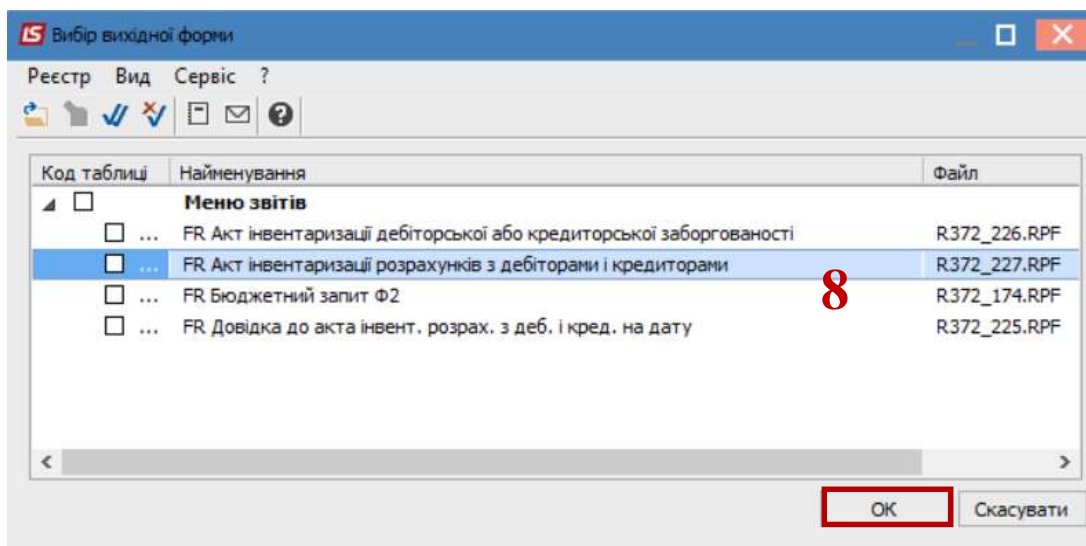 Вибір вихідної форми
Реєстр Вид Сервіс ?
Код таблиці Найменування Файл
Меню звітів
... FR Акт інвентаризації дебіторської або кредиторської заборгованості R372_226.RPF
... FR Акт інвентаризації розрахунків з дебіторами і кредиторами R372_227.RPF
8
... FR Бюджетний запит Ф2 R372_174.RPF
... FR Довідка до акта інвент. розрах. з деб. і кред. на дату R372_225.RPF
OK Скасувати